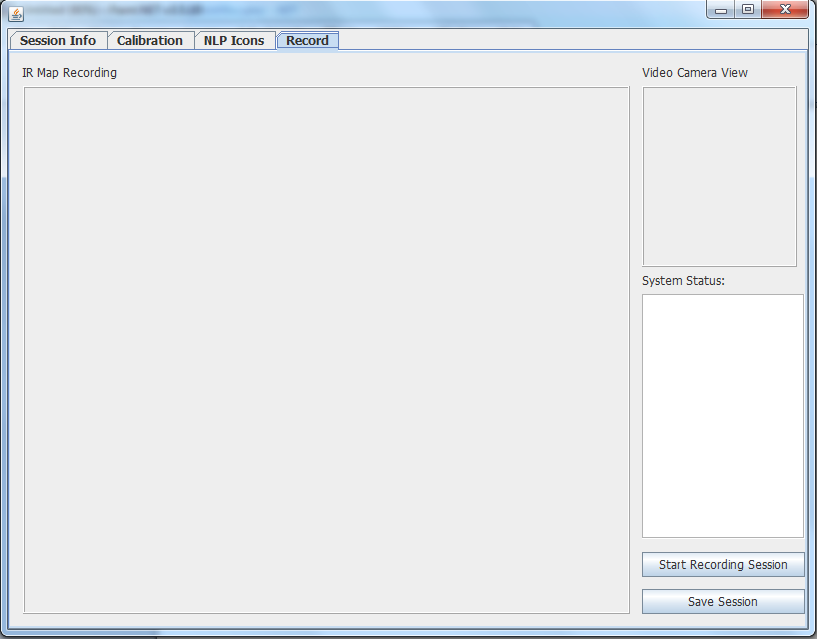 Session Info
Calibration
NLP Icons
Record
IR Map Recording
Video Camera View
System Status:
Start Recording Session
Save Session